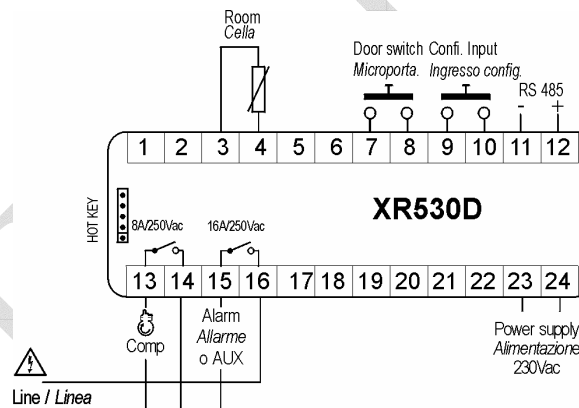 Room
Cella
Door switch Confi. Input
Microporta. Ingresso config.
RS 485
- +
1 2 3 4 5 6 7 8 9 10 11 12
XR530D
HOT KEY
8A/250Vac 16A/250Vac
13 14 15 16 17 18 19 20 21 22 23 24
Comp
Alarm
Allarme
o AUX
Power supply
Alimentazione
230Vac
Line / Linea